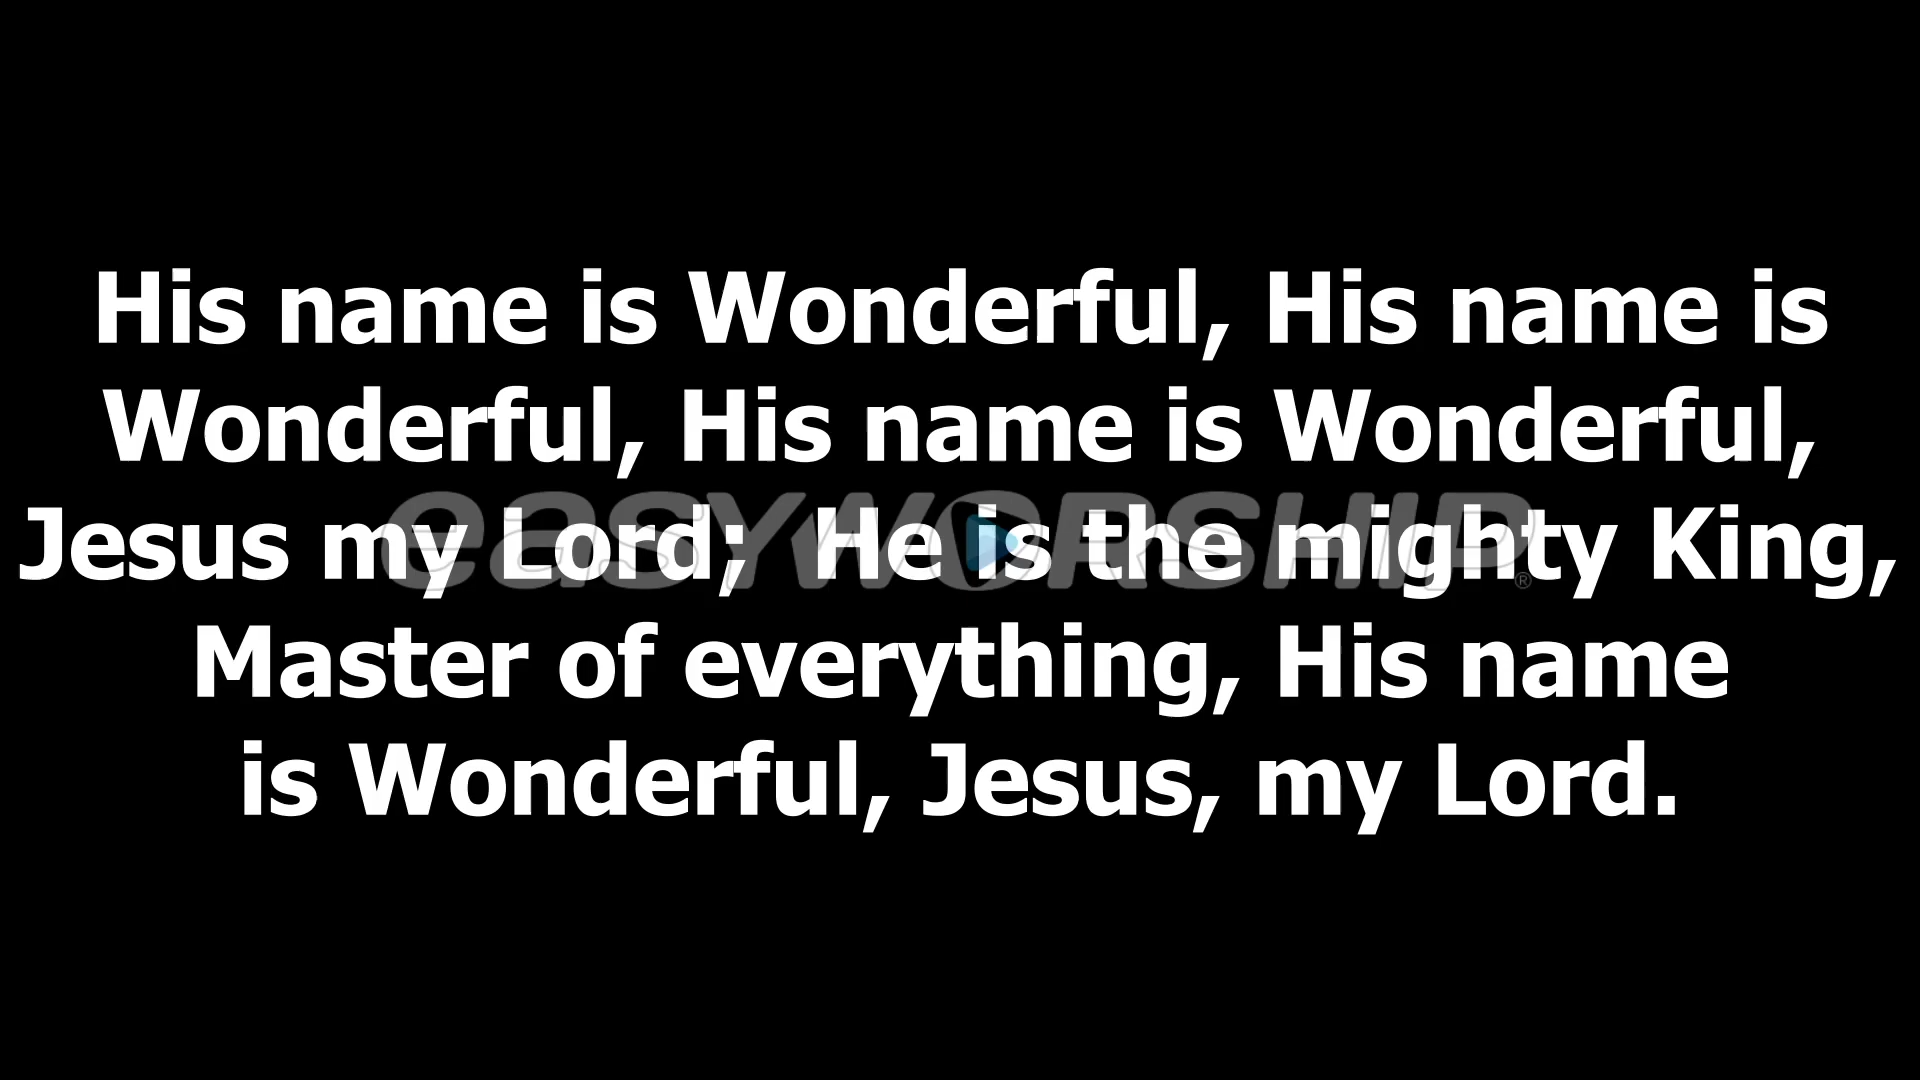 His name is Wonderful, His name is
Wonderful, His name is Wonderful,
Jesus my Lord; He is the mighty King,
easyworship®
Master of everything, His name
is Wonderful, Jesus, my Lord.